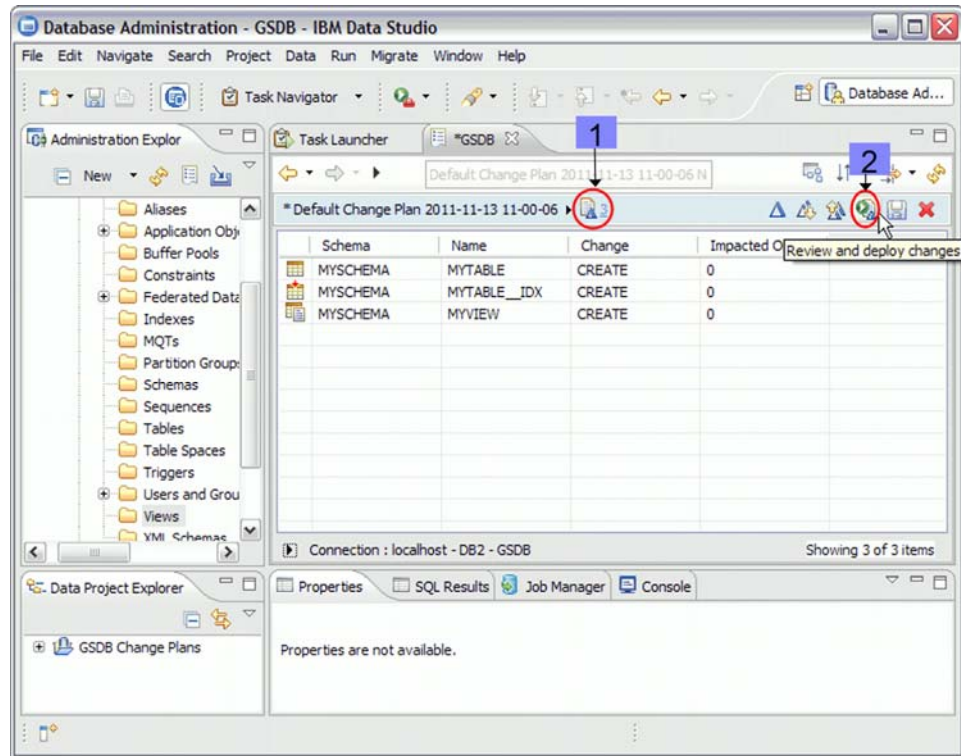 Database Administration - GSDB - IBM Data Studio
File Edit Navigate Search Project Data Run Migrate Window Help
Task Navigator
Database Ad...
Administration Explor
Task Launcher
*GSDB
1
New
Default Change Plan 2011-11-13 11-00-06 N
2
* Default Change Plan 2011-11-13 11-00-06
3
Review and deploy changes
Aliases
Application Obj
Buffer Pools
Constraints
Federated Data
Indexes
MQTs
Partition Group
Schemas
Sequences
Tables
Table Spaces
Triggers
Users and Grou
Views
XML Schemas
Schema Name Change Impacted O
MYSCHEMA MYTABLE CREATE 0
MYSCHEMA MYTABLE__IDX CREATE 0
MYSCHEMA MYVIEW CREATE 0
Connection : localhost - DB2 - GSDB
Showing 3 of 3 items
Data Project Explorer
GSDB Change Plans
Properties SQL Results Job Manager Console
Properties are not available.